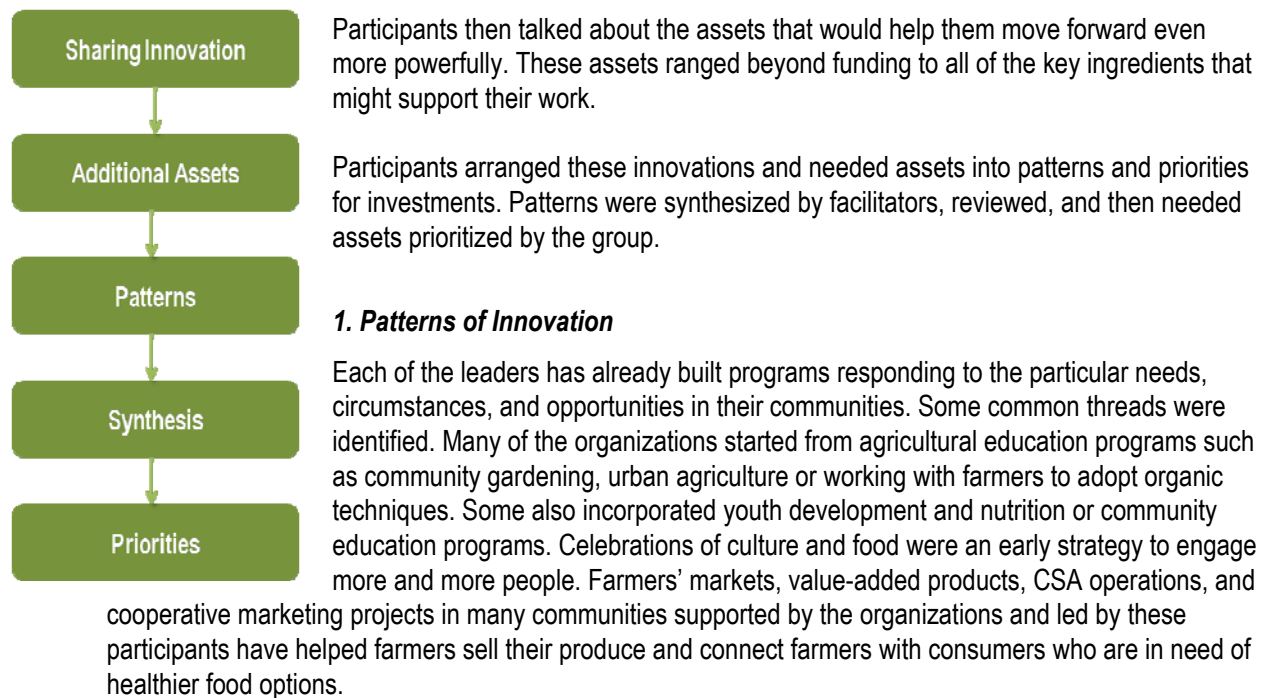 Sharing Innovation
Additional Assets
Patterns
Synthesis
Priorities
Participants then talked about the assets that would help them move forward even
more powerfully. These assets ranged beyond funding to all of the key ingredients that
might support their work.
Participants arranged these innovations and needed assets into patterns and priorities
for investments. Patterns were synthesized by facilitators, reviewed, and then needed
assets prioritized by the group.
1. Patterns of Innovation
Each of the leaders has already built programs responding to the particular needs,
circumstances, and opportunities in their communities. Some common threads were
identified. Many of the organizations started from agricultural education programs such
as community gardening, urban agriculture or working with farmers to adopt organic
techniques. Some also incorporated youth development and nutrition or community
education programs. Celebrations of culture and food were an early strategy to engage
more and more people. Farmers’ markets, value-added products, CSA operations, and
cooperative marketing projects in many communities supported by the organizations and led by these
participants have helped farmers sell their produce and connect farmers with consumers who are in need of
healthier food options.